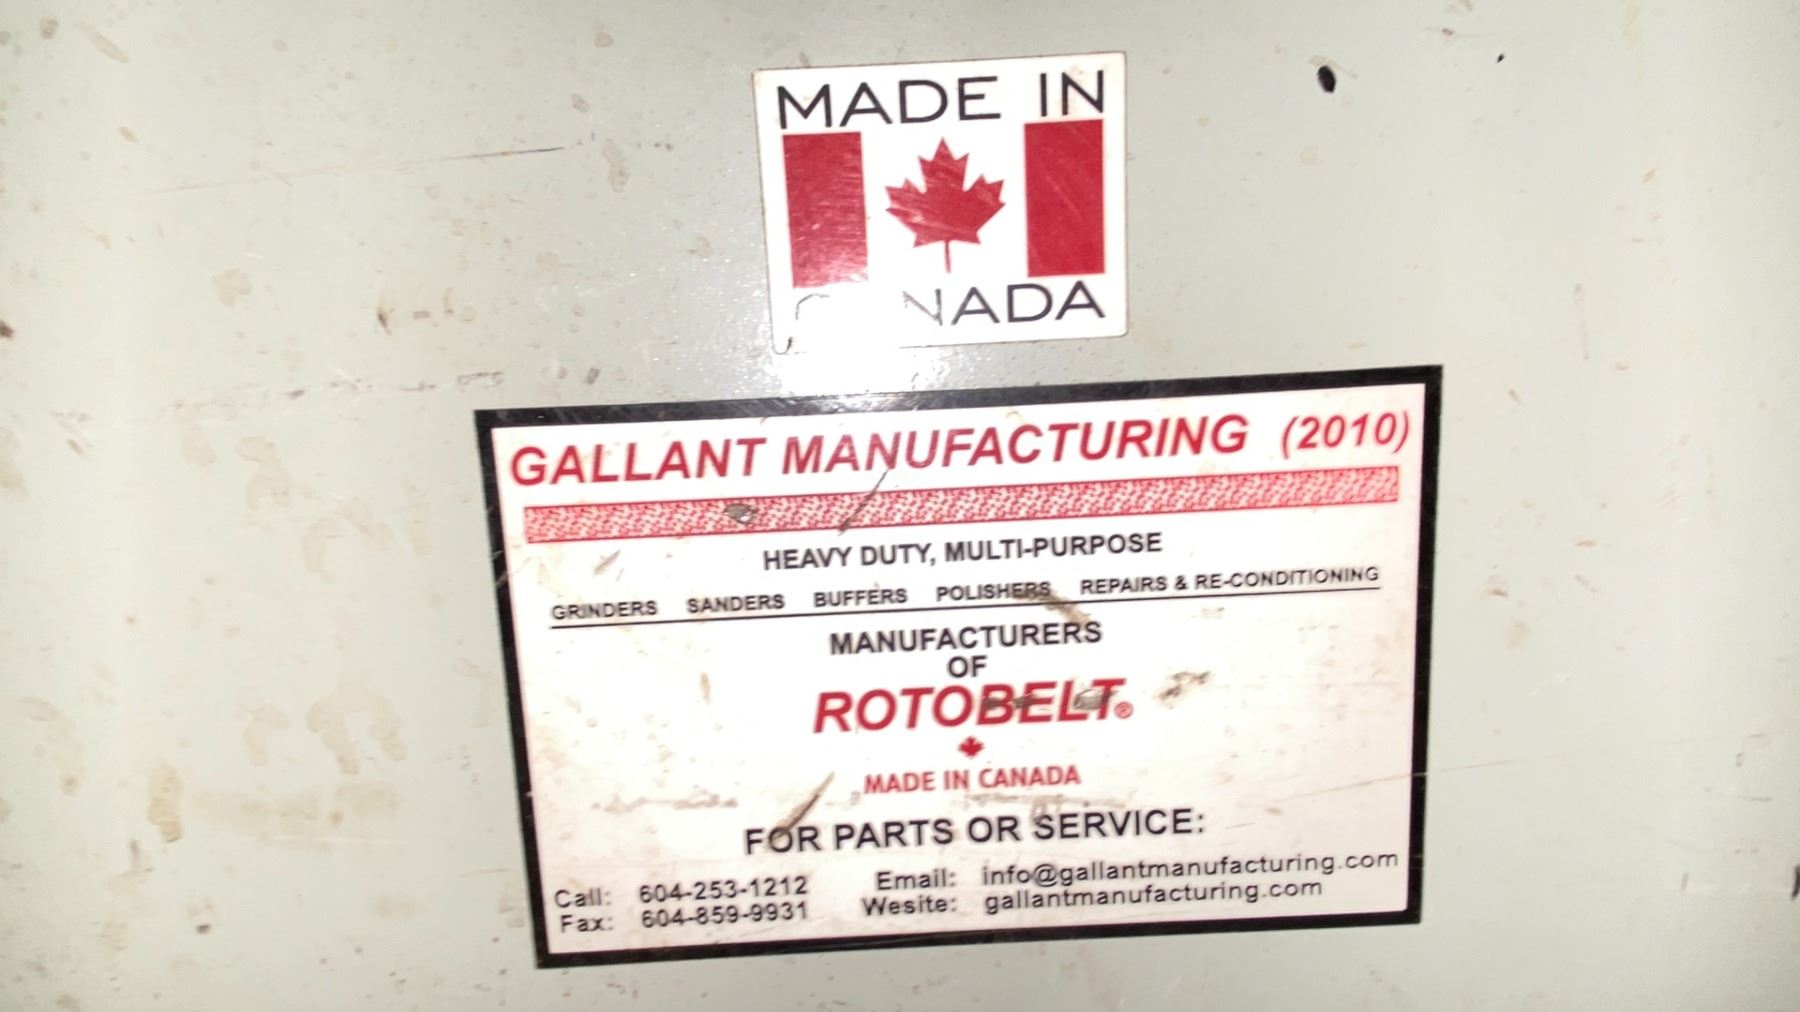 MADE IN
CANADA
GALLANT MANUFACTURING (2010)
HEAVY DUTY, MULTI-PURPOSE
GRINDERS SANDERS BUFFERS POLISHERS REPAIRS & RE-CONDITIONING
MANUFACTURERS
OF
ROTOBELT®
MADE IN CANADA
FOR PARTS OR SERVICE:
Call: 604-253-1212 Email: info@gallantmanufacturing.com
Fax: 604-859-9931 Wesite: gallantmanufacturing.com